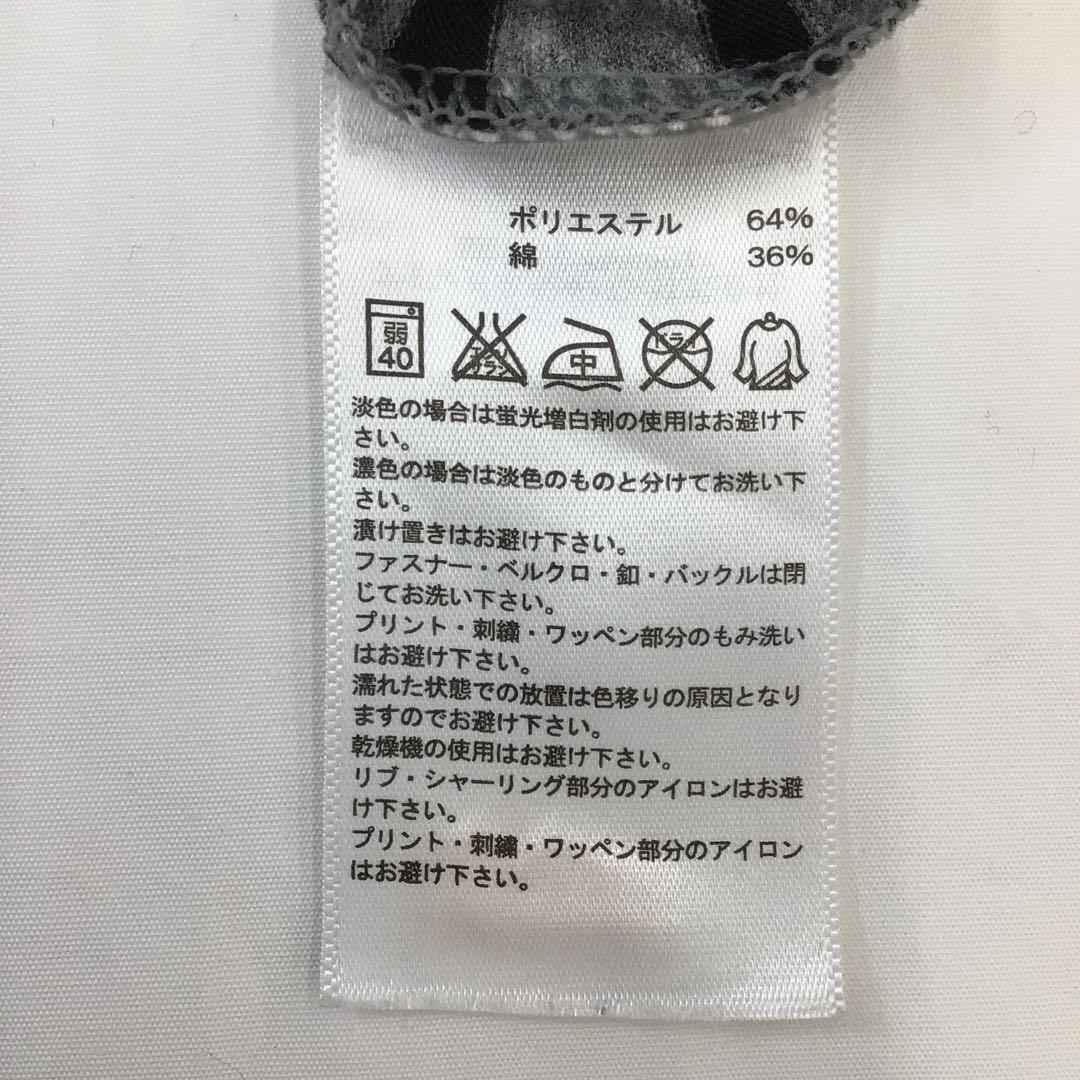 ポリエステル 64%
綿 36%
弱 40 エンソ サラシ 中 ドライ
淡色の場合は蛍光増白剤の使用はお避け下
さい。
濃色の場合は淡色のものと分けてお洗い下
さい。
漬け置きはお避け下さい。
ファスナー・ベルクロ・釦・バックルは閉
じてお洗い下さい。
プリント・刺繍・ワッペン部分のもみ洗い
はお避け下さい。
濡れた状態での放置は色移りの原因となり
ますのでお避け下さい。
乾燥機の使用はお避け下さい。
リブ・シャーリング部分のアイロンはお避
け下さい。
プリント・刺繍・ワッペン部分のアイロン
はお避け下さい。